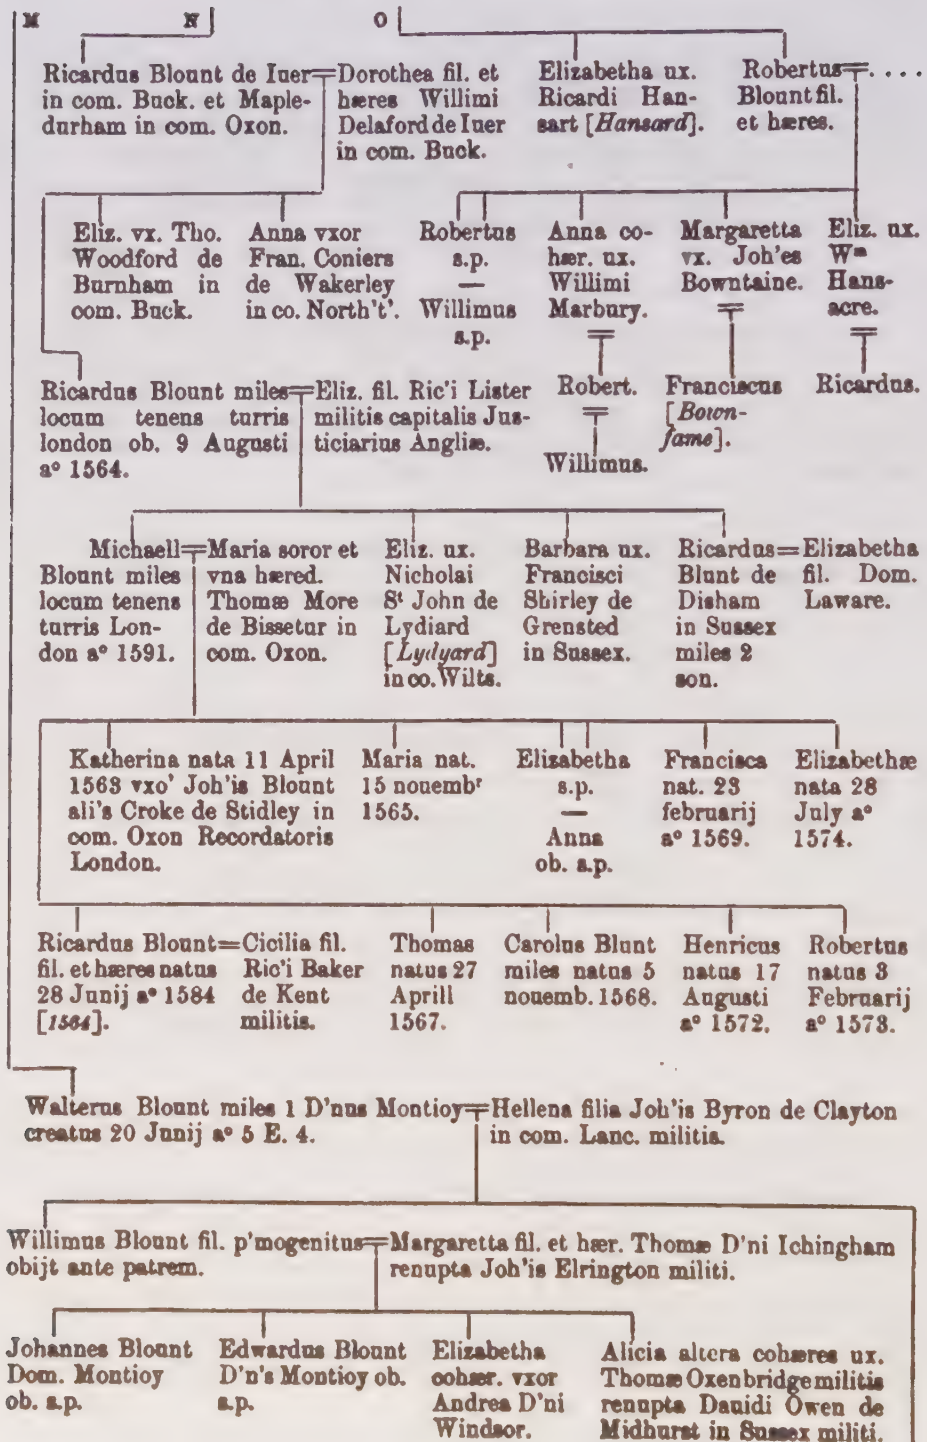 M N O
Ricardus Blount de Iuer
in com. Buck. et Maple-
durham in com. Oxon.
Dorothea fil. et
hæres Willimi
Delaford de Iuer
in com. Buck.
Elizabetha ux.
Ricardi Han-
sart [Hansard].
Robertus
Blount fil.
et hæres.
. . . .
Eliz. vx. Tho.
Woodford de
Burnham in
com. Buck.
Anna vxor
Fran. Coniers
de Wakerley
in co. North't'.
Robertus
s.p.
—
Willimus
s.p.
Anna co-
hær. ux.
Willimi
Marbury.
Margaretta
vx. Joh'es
Bowntaine.
Eliz. ux.
Wᵐ
Hans-
acre.
Robert.
Willimus.
Franciscus
[Bown-
fame].
Ricardus.
Ricardus Blount miles
locum tenens turris
london ob. 9 Augusti
aº 1564.
Eliz. fil. Ric'i Lister
militis capitalis Jus-
ticiarius Angliæ.
Michaell
Blount miles
locum tenens
turris Lon-
don aº 1591.
Maria soror et
vna hæred.
Thomæ More
de Bissetur in
com. Oxon.
Eliz. ux.
Nicholai
Sᵗ John de
Lydiard
[Lydyard]
in co. Wilts.
Barbara ux.
Francisci
Shirley de
Grensted
in Sussex.
Ricardus
Blunt de
Disham
in Sussex
miles 2
son.
Elizabetha
fil. Dom.
Laware.
Katherina nata 11 April
1563 vxo' Joh'is Blount
ali's Croke de Stidley in
com. Oxon Recordatoris
London.
Maria nat.
15 nouembʳ
1565.
Elizabetha
s.p.
—
Anna
ob. s.p.
Francisca
nat. 23
februarij
aº 1569.
Elizabethæ
nata 28
July aº
1574.
Ricardus Blount
fil. et hæres natus
28 Junij aº 1584
[1564].
Cicilia fil.
Ric'i Baker
de Kent
militis.
Thomas
natus 27
Aprill
1567.
Carolus Blunt
miles natus 5
nouemb. 1568.
Henricus
natus 17
Augusti
aº 1572.
Robertus
natus 3
Februarij
aº 1573.
Walterus Blount miles 1 D'nus Montioy
creatus 20 Junij aº 5 E. 4.
Hellena filia Joh'is Byron de Clayton
in com. Lanc. militis.
Willimus Blount fil. p'mogenitus
obijt ante patrem.
Margaretta fil. et hær. Thomæ D'ni Ichingham
renupta Joh'is Elrington militi.
Johannes Blount
Dom. Montioy
ob. s.p.
Edwardus Blount
D'n's Montioy ob.
s.p.
Elizabetha
cohær. vxor
Andrea D'ni
Windsor.
Alicia altera cohæres ux.
Thomæ Oxenbridge militis
renupta Dauidi Owen de
Midhurst in Sussex militi.